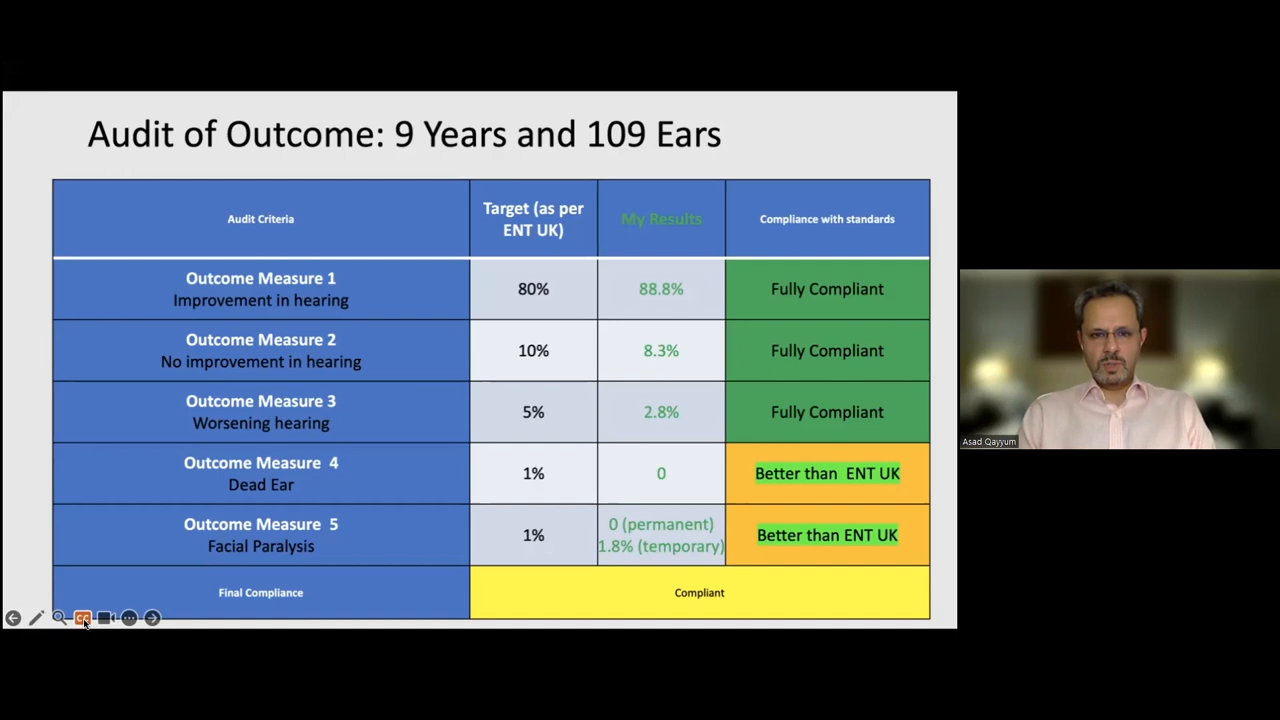 Audit of Outcome: 9 Years and 109 Ears
Audit Criteria
Target (as per
ENT UK)
My Results
Compliance with standards
Outcome Measure 1
Improvement in hearing
80%
88.8%
Fully Compliant
Outcome Measure 2
No improvement in hearing
10%
8.3%
Fully Compliant
Outcome Measure 3
Worsening hearing
5%
2.8%
Fully Compliant
Outcome Measure 4
Dead Ear
1%
0
Better than ENT UK
Outcome Measure 5
Facial Paralysis
1%
0 (permanent)
1.8% (temporary)
Better than ENT UK
Final Compliance
Compliant
CC
Asad Qayyum